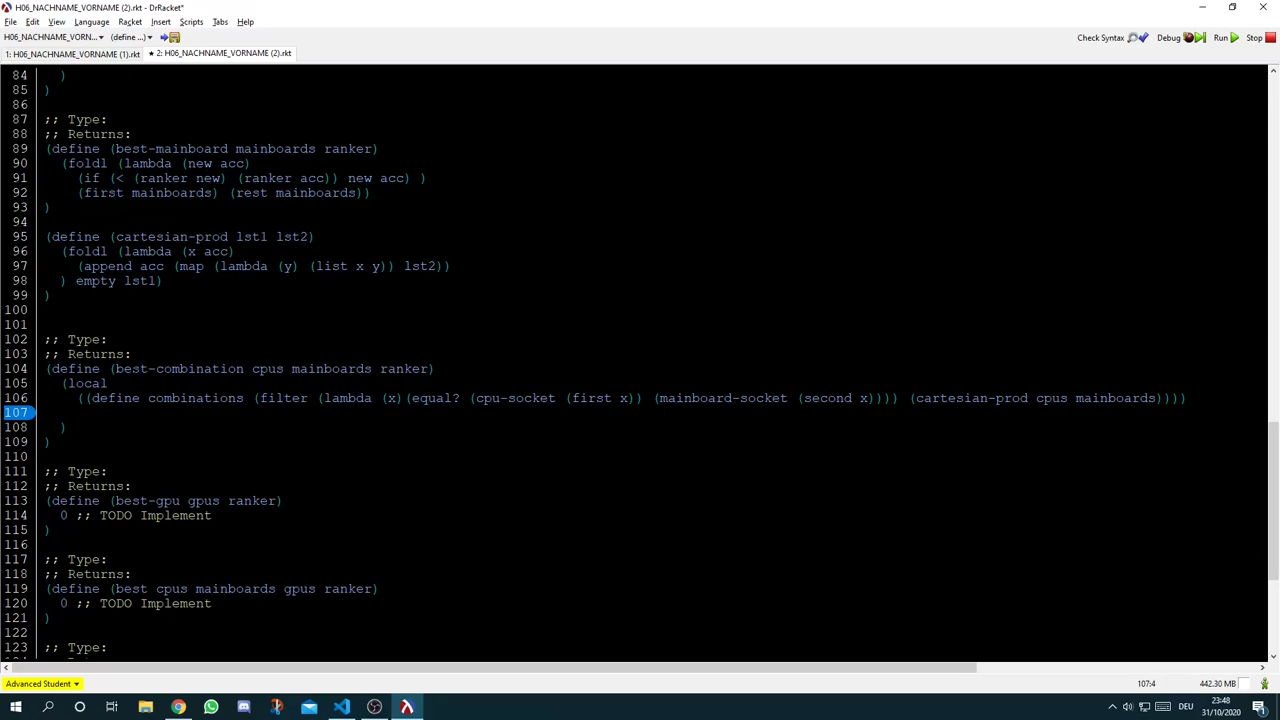 H06_NACHNAME_VORNAME (2).rkt - DrRacket*
File Edit View Language Racket Insert Scripts Tabs Help
H06_NACHNAME_VORN... (define ...) Check Syntax Debug Run Stop
1: H06_NACHNAME_VORNAME (1).rkt ★ 2: H06_NACHNAME_VORNAME (2).rkt
84 )
85 )
86
87 ;; Type:
88 ;; Returns:
89 (define (best-mainboard mainboards ranker)
90 (foldl (lambda (new acc)
91 (if (< (ranker new) (ranker acc)) new acc) )
92 (first mainboards) (rest mainboards))
93 )
94
95 (define (cartesian-prod lst1 lst2)
96 (foldl (lambda (x acc)
97 (append acc (map (lambda (y) (list x y)) lst2))
98 ) empty lst1)
99 )
100
101
102 ;; Type:
103 ;; Returns:
104 (define (best-combination cpus mainboards ranker)
105 (local
106 ((define combinations (filter (lambda (x)(equal? (cpu-socket (first x)) (mainboard-socket (second x)))) (cartesian-prod cpus mainboards))))
107
108 )
109 )
110
111 ;; Type:
112 ;; Returns:
113 (define (best-gpu gpus ranker)
114 0 ;; TODO Implement
115 )
116
117 ;; Type:
118 ;; Returns:
119 (define (best cpus mainboards gpus ranker)
120 0 ;; TODO Implement
121 )
122
123 ;; Type:
Advanced Student 107:4 442.30 MB
DEU 23:48 31/10/2020 1